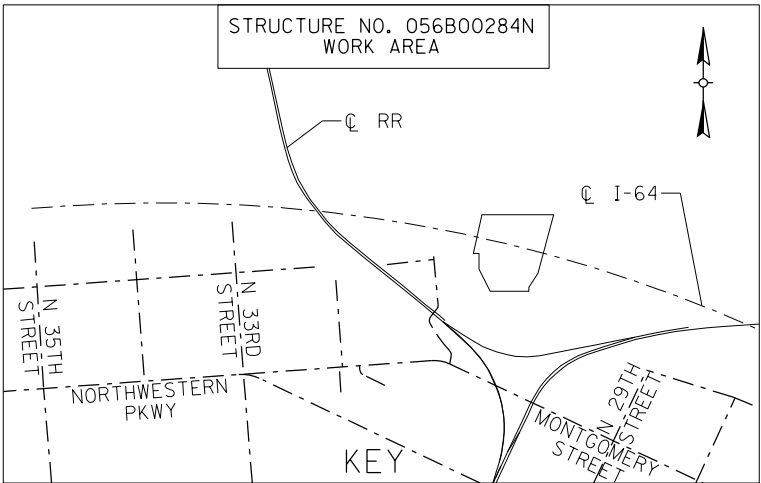 STRUCTURE NO. 056B00284N
WORK AREA
℄ RR
℄ I-64
N 35TH
STREET
N 33RD
STREET
NORTHWESTERN
PKWY
N 29TH
STREET
MONTGOMERY
STREET
KEY